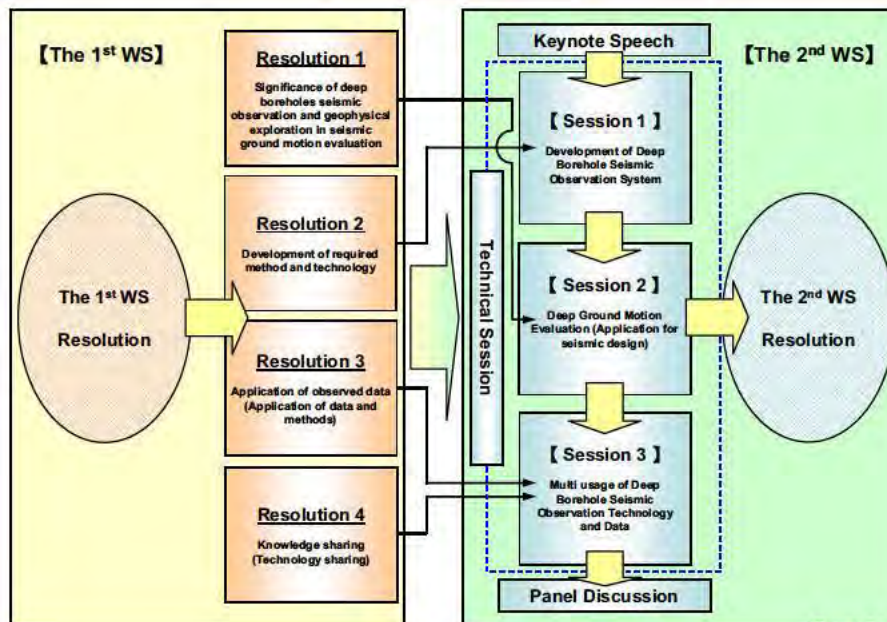 【The 1st WS】
The 1st WS
Resolution
Resolution 1
Significance of deep
boreholes seismic
observation and geophysical
exploration in seismic
ground motion evaluation
Resolution 2
Development of required
method and technology
Resolution 3
Application of observed data
(Application of data and
methods)
Resolution 4
Knowledge sharing
(Technology sharing)
Technical Session
【The 2nd WS】
Keynote Speech
【 Session 1 】
Development of Deep
Borehole Seismic
Observation System
【 Session 2 】
Deep Ground Motion
Evaluation (Application for
seismic design)
【 Session 3 】
Multi usage of Deep
Borehole Seismic
Observation Technology
and Data
Panel Discussion
The 2nd WS
Resolution